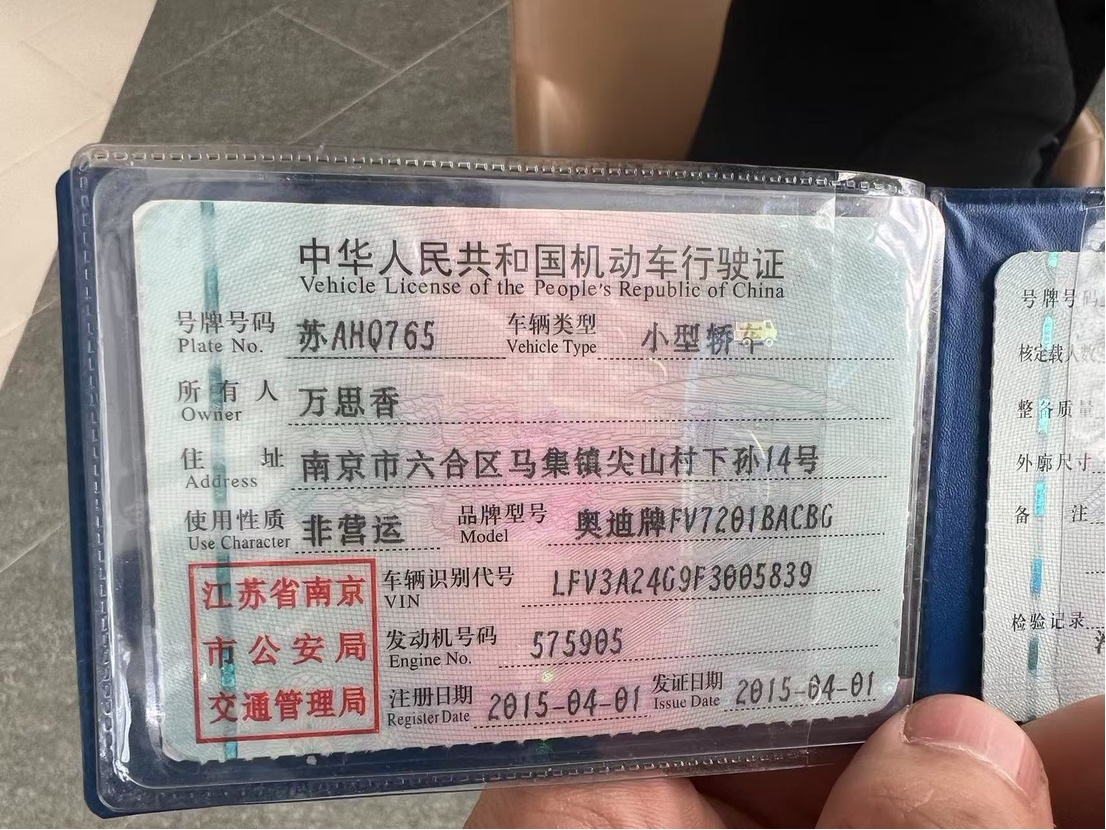 中华人民共和国机动车行驶证
Vehicle License of the People's Republic of China
号牌号码 苏AHQ765 车辆类型 小型轿车
Plate No. Vehicle Type
所有人 万思香
Owner
住址 南京市六合区马集镇尖山村下孙14号
Address
使用性质 非营运 品牌型号 奥迪牌FV7201BACBG
Use Character Model
车辆识别代号 LFV3A24G9F3005839
VIN
发动机号码 575905
Engine No.
注册日期 2015-04-01 发证日期 2015-04-01
Register Date Issue Date
江苏省南京
市公安局
交通管理局
号牌号码
核定载人数
整备质量
外廓尺寸
备注
检验记录